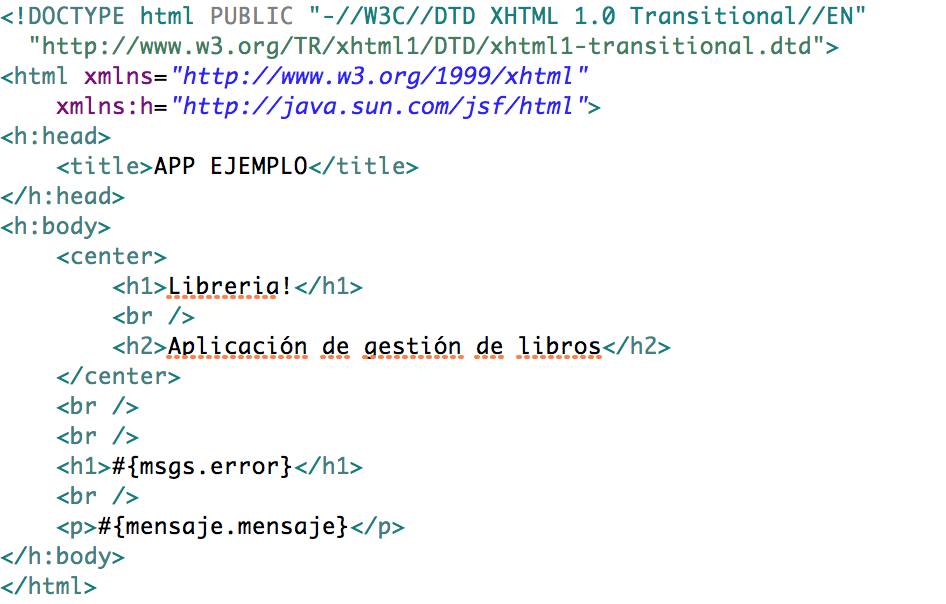 <!DOCTYPE html PUBLIC "-//W3C//DTD XHTML 1.0 Transitional//EN"
  "http://www.w3.org/TR/xhtml1/DTD/xhtml1-transitional.dtd">
<html xmlns="http://www.w3.org/1999/xhtml"
    xmlns:h="http://java.sun.com/jsf/html">
<h:head>
    <title>APP EJEMPLO</title>
</h:head>
<h:body>
    <center>
        <h1>Libreria!</h1>
        <br />
        <h2>Aplicación de gestión de libros</h2>
    </center>
    <br />
    <br />
    <h1>#{msgs.error}</h1>
    <br />
    <p>#{mensaje.mensaje}</p>
</h:body>
</html>